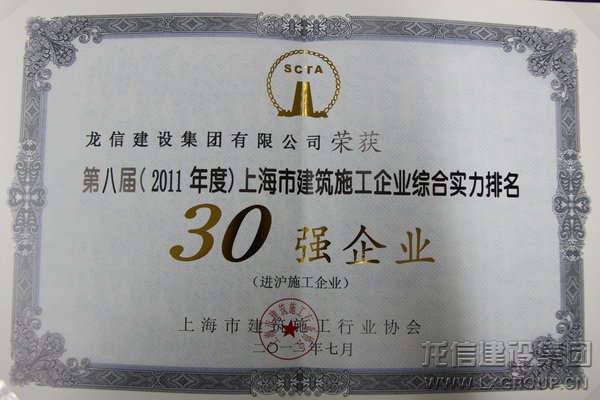 SCTA
龙信建设集团有限公司荣获
第八届(2011年度)上海市建筑施工企业综合实力排名
30强企业
(进沪施工企业)
上海市建筑施工行业协会
二〇一二年七月
龙信建设集团
WWW.LXGROUP.CN